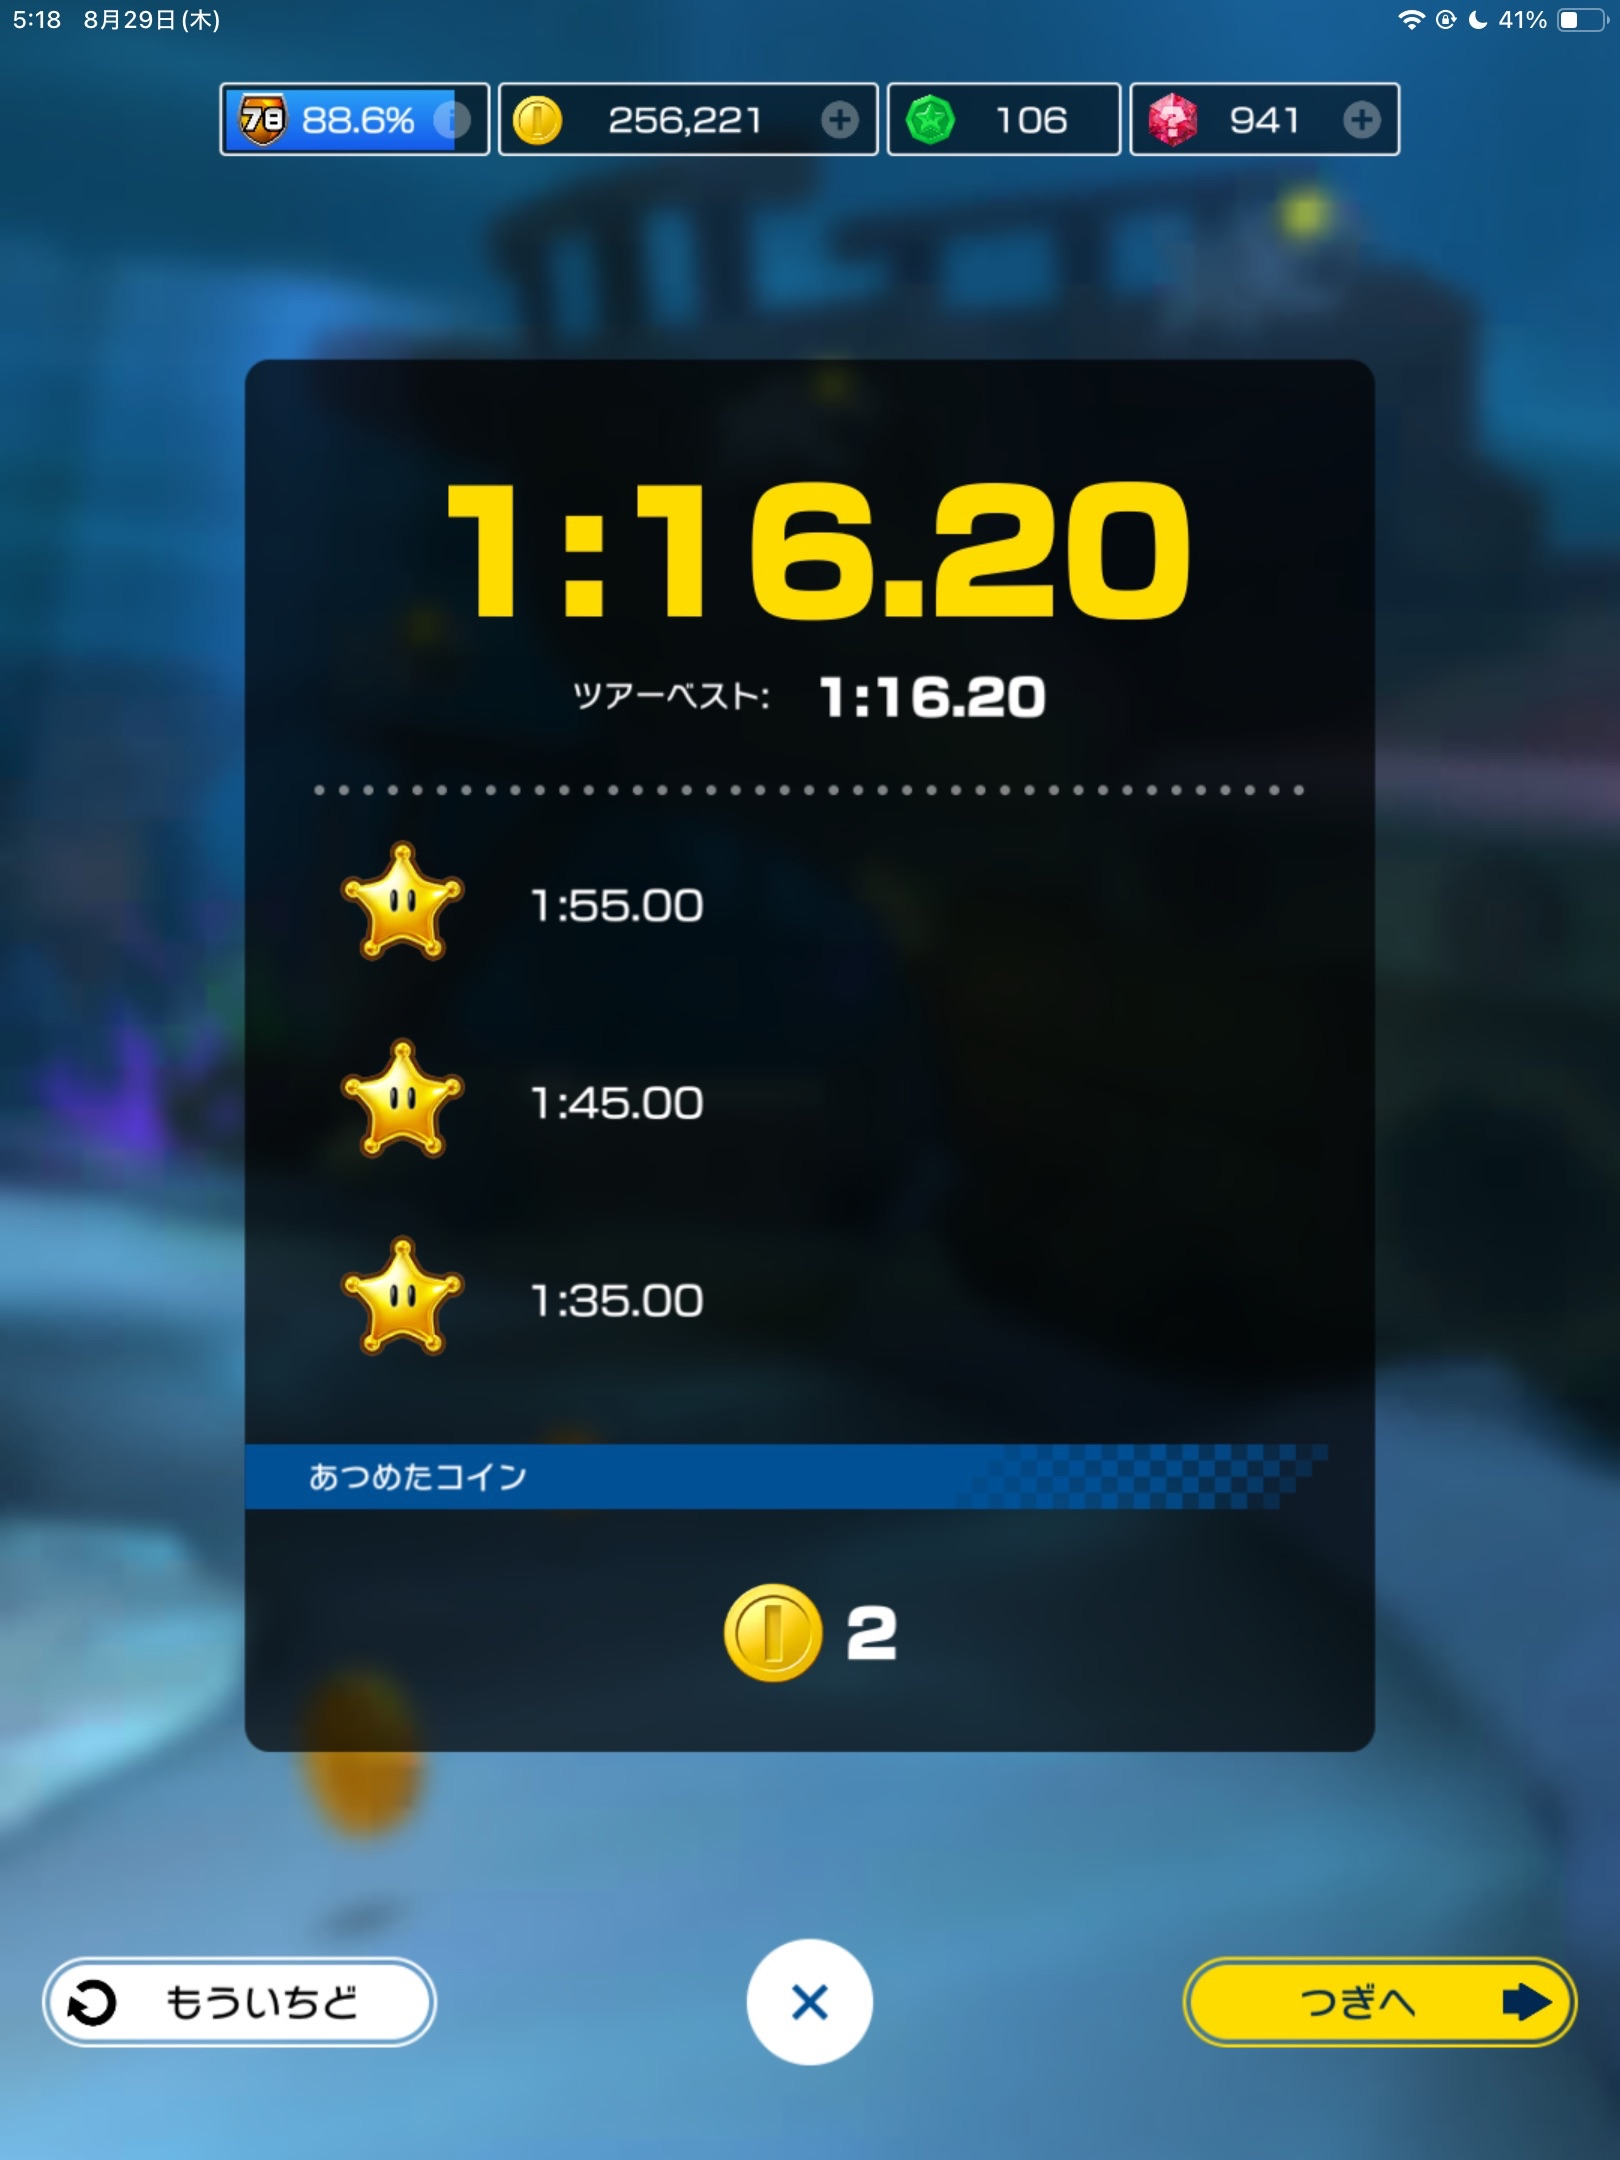 5:18 8月29日(木) 41%
78 88.6% i 256,221 + 106 ? 941 +
1:16.20
ツアーベスト: 1:16.20
1:55.00
1:45.00
1:35.00
あつめたコイン
2
もういちど × つぎへ